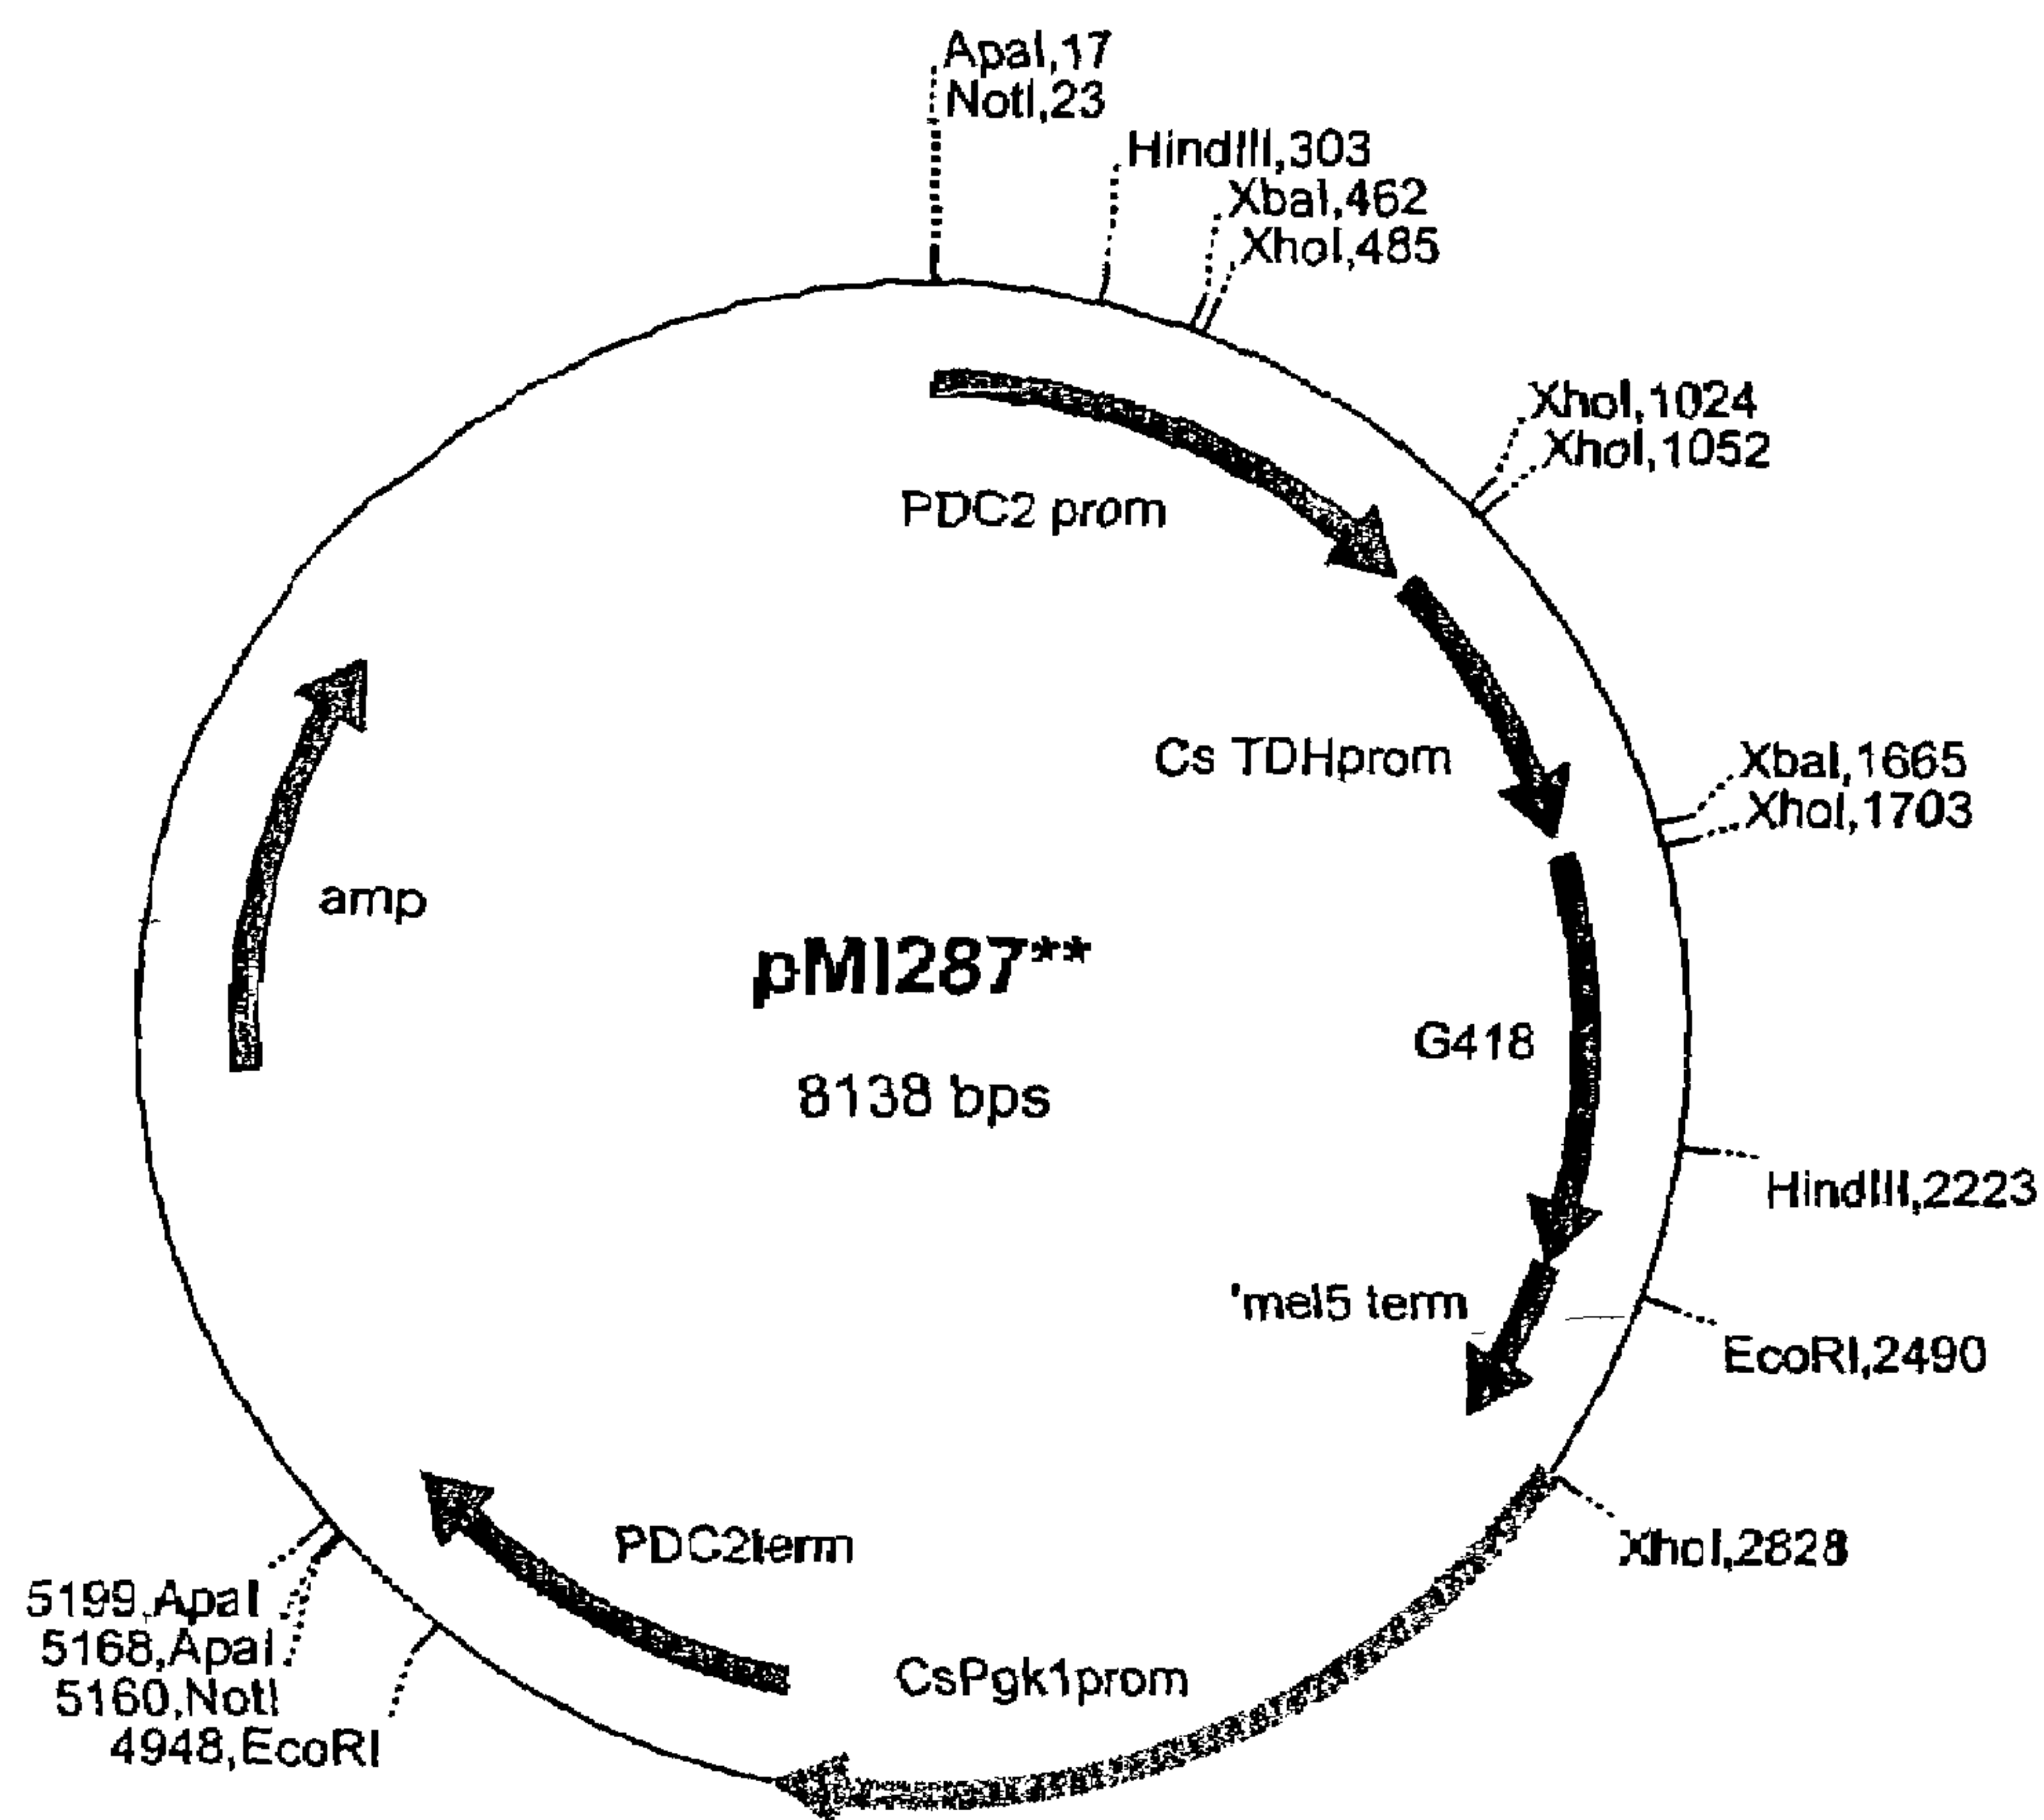 ApaI,17
NotI,23
HindIII,303
XbaI,462
XhoI,485
XhoI,1024
XhoI,1052
PDC2 prom
Cs TDHprom
XbaI,1665
XhoI,1703
amp
pMI287**
G418
8138 bps
HindIII,2223
'mel5 term
EcoRI,2490
PDC2term
XhoI,2828
5199,ApaI
5168,ApaI
5160,NotI
4948,EcoRI
CsPgk1prom